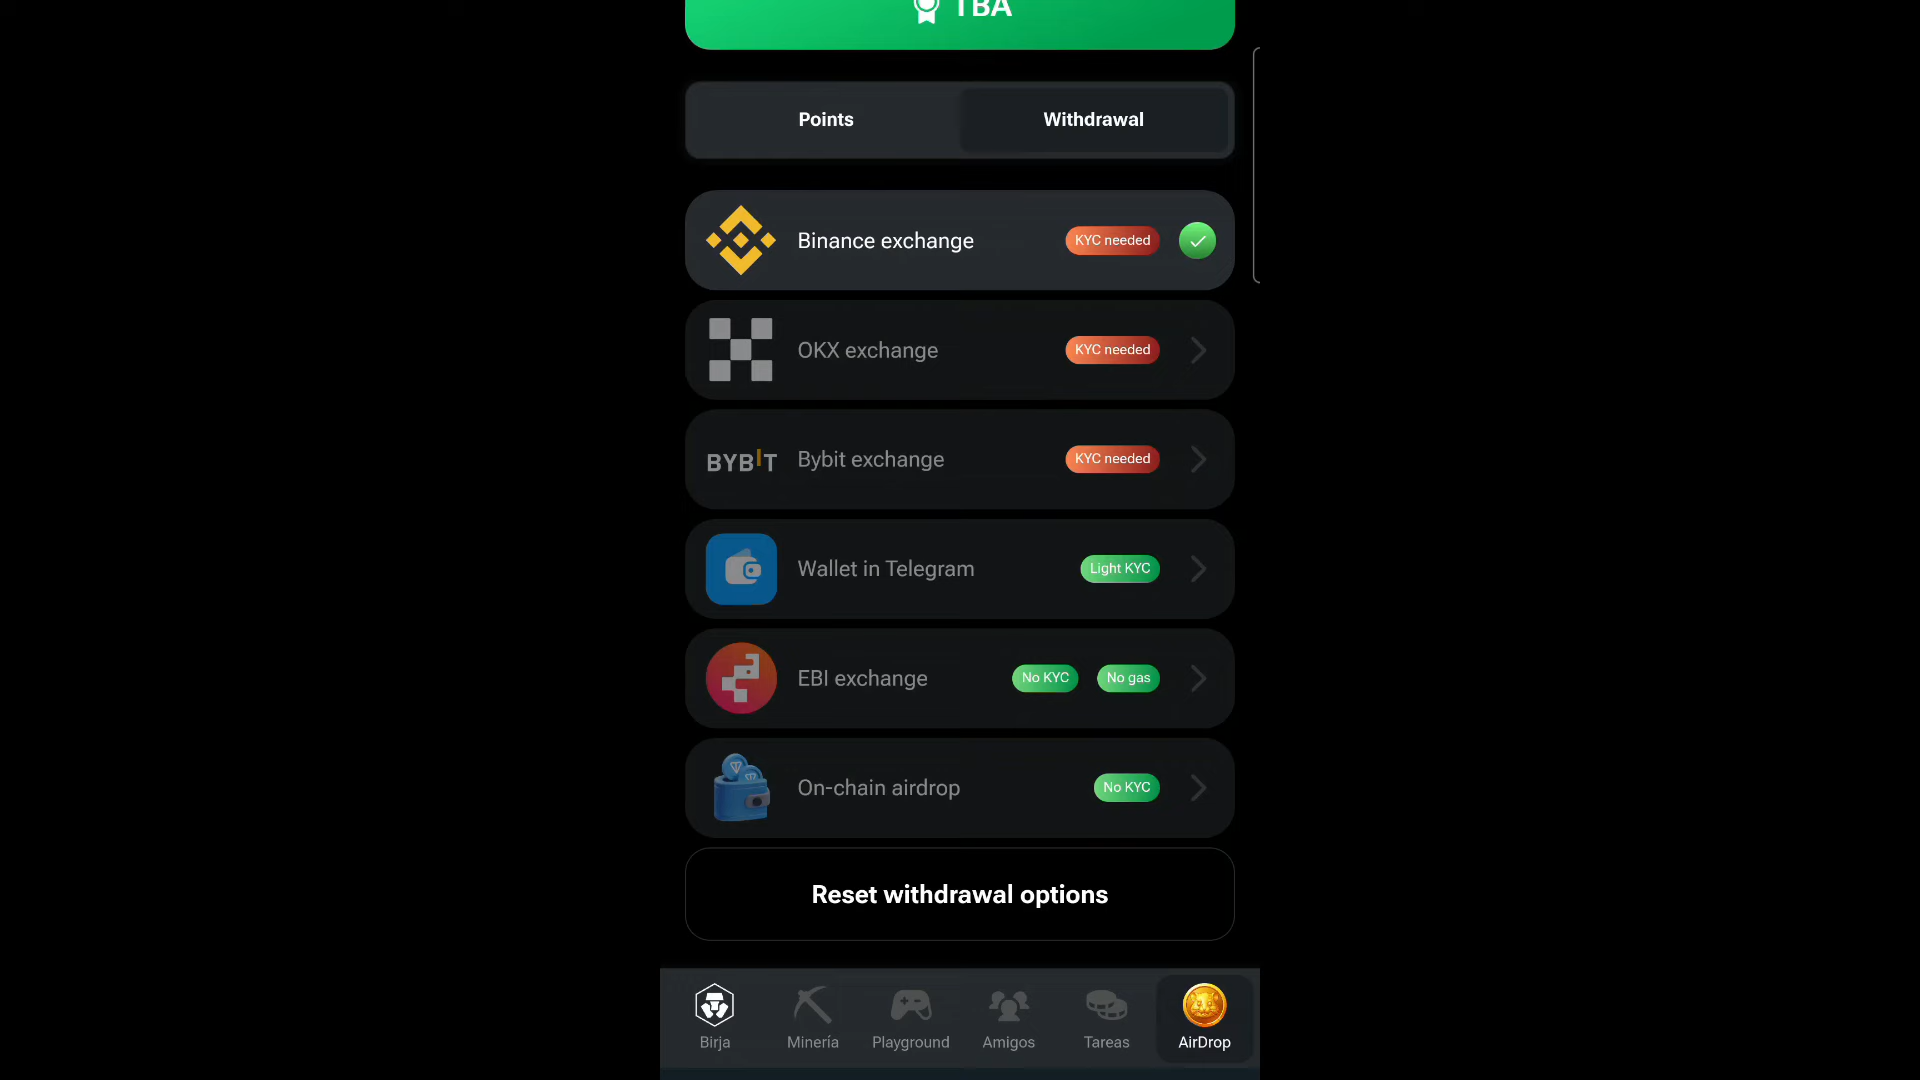 TBA
Points
Withdrawal
Binance exchange
KYC needed
OKX exchange
KYC needed
BYBIT
Bybit exchange
KYC needed
Wallet in Telegram
Light KYC
EBI exchange
No KYC
No gas
On-chain airdrop
No KYC
Reset withdrawal options
Birja
Minería
Playground
Amigos
Tareas
AirDrop